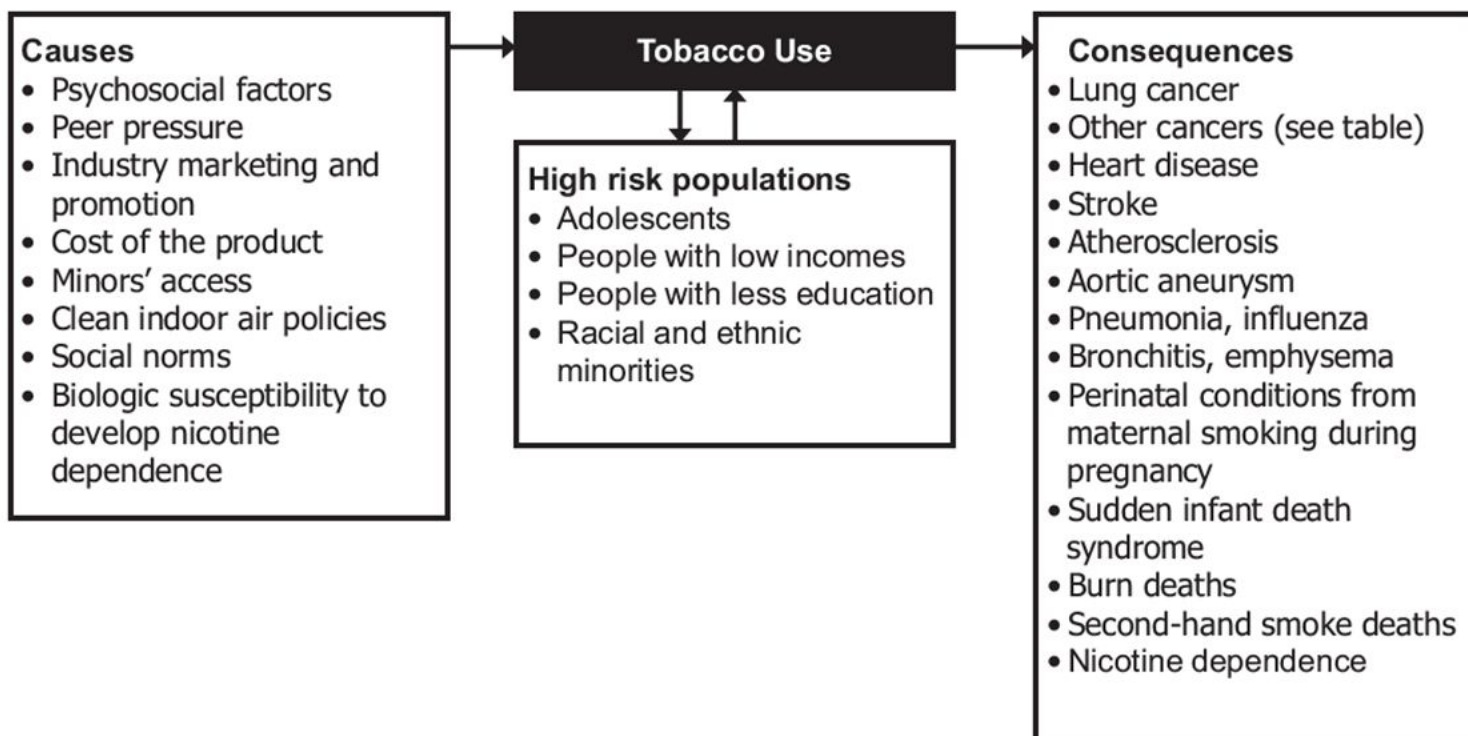 Causes
• Psychosocial factors
• Peer pressure
• Industry marketing and
promotion
• Cost of the product
• Minors’ access
• Clean indoor air policies
• Social norms
• Biologic susceptibility to
develop nicotine
dependence
Tobacco Use
High risk populations
• Adolescents
• People with low incomes
• People with less education
• Racial and ethnic
minorities
Consequences
• Lung cancer
• Other cancers (see table)
• Heart disease
• Stroke
• Atherosclerosis
• Aortic aneurysm
• Pneumonia, influenza
• Bronchitis, emphysema
• Perinatal conditions from
maternal smoking during
pregnancy
• Sudden infant death
syndrome
• Burn deaths
• Second-hand smoke deaths
• Nicotine dependence